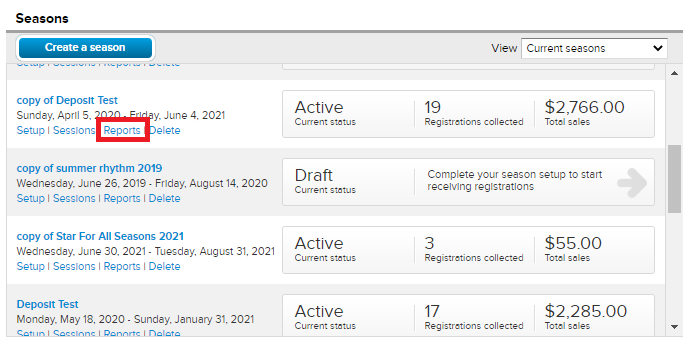 Seasons
Create a season
View Current seasons
Setup | Sessions | Reports | Delete
copy of Deposit Test
Sunday, April 5, 2020 - Friday, June 4, 2021
Setup | Sessions | Reports | Delete
Active
Current status
19
Registrations collected
$2,766.00
Total sales
copy of summer rhythm 2019
Wednesday, June 26, 2019 - Friday, August 14, 2020
Setup | Sessions | Reports | Delete
Draft
Current status
Complete your season setup to start
receiving registrations
copy of Star For All Seasons 2021
Wednesday, June 30, 2021 - Tuesday, August 31, 2021
Setup | Sessions | Reports | Delete
Active
Current status
3
Registrations collected
$55.00
Total sales
Deposit Test
Monday, May 18, 2020 - Sunday, January 31, 2021
Setup | Sessions | Reports | Delete
Active
Current status
17
Registrations collected
$2,285.00
Total sales